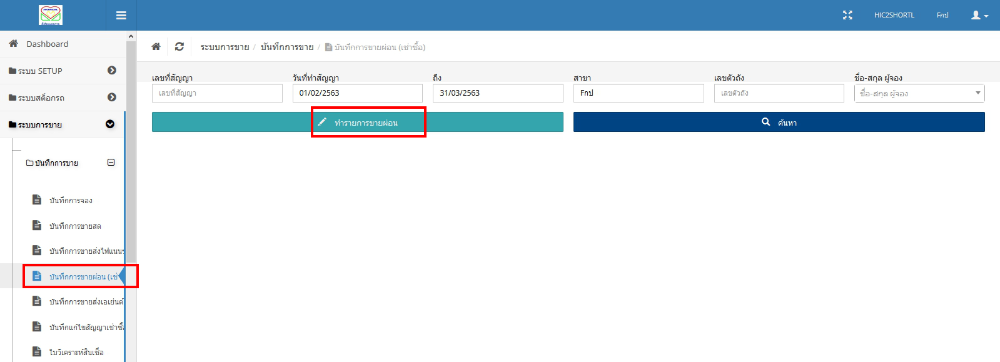 HONDA
HIC2SHORTL
Fกป
Dashboard
ระบบการขาย / บันทึกการขาย / บันทึกการขายผ่อน (เช่าซื้อ)
ระบบ SETUP
ระบบสต็อกรถ
ระบบการขาย
บันทึกการขาย
บันทึกการจอง
บันทึกการขายสด
บันทึกการขายส่งไฟแนน
บันทึกการขายผ่อน (เช่
บันทึกการขายส่งเอเย่นต์
บันทึกแก้ไขสัญญาเช่าซื้
ใบวิเคราะห์สินเชื่อ
เลขที่สัญญา
วันที่ทำสัญญา
ถึง
สาขา
เลขตัวถัง
ชื่อ-สกุล ผู้จอง
เลขที่สัญญา
01/02/2563
31/03/2563
Fกป
เลขตัวถัง
ชื่อ-สกุล ผู้จอง
ทำรายการขายผ่อน
ค้นหา